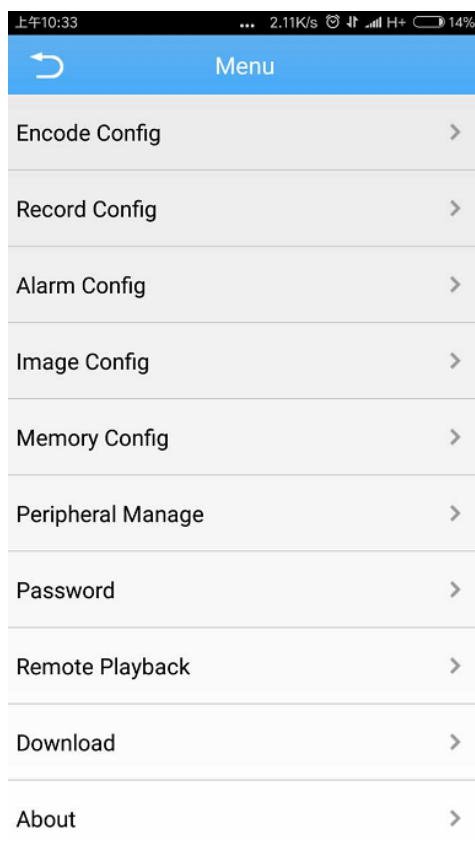 上午10:33 ... 2.11K/s H+ 14%
Menu
Encode Config
Record Config
Alarm Config
Image Config
Memory Config
Peripheral Manage
Password
Remote Playback
Download
About